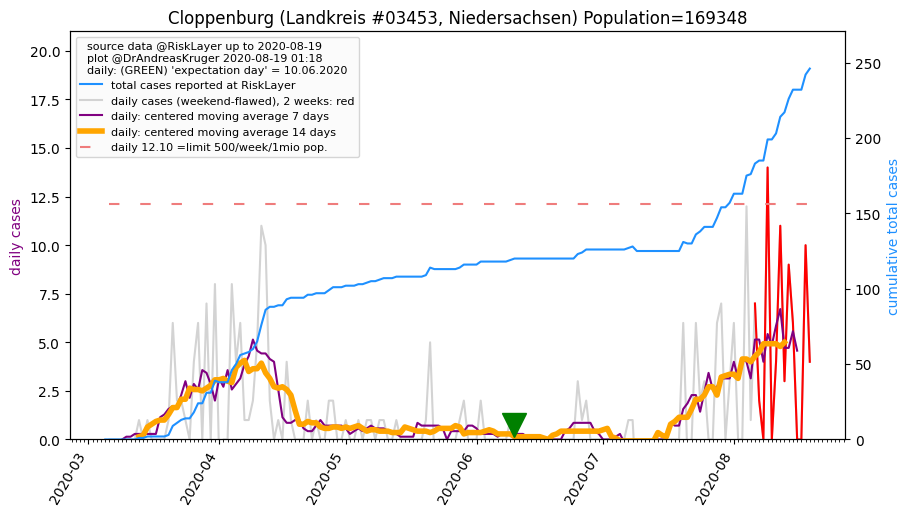 Cloppenburg (Landkreis #03453, Niedersachsen) Population=169348
source data @RiskLayer up to 2020-08-19
plot @DrAndreasKruger 2020-08-19 01:18
daily: (GREEN) 'expectation day' = 10.06.2020
total cases reported at RiskLayer
daily cases (weekend-flawed), 2 weeks: red
daily: centered moving average 7 days
daily: centered moving average 14 days
daily 12.10 =limit 500/week/1mio pop.
daily cases
20.0
17.5
15.0
12.5
10.0
7.5
5.0
2.5
0.0
250
200
150
100
50
0
cumulative total cases
2020-03
2020-04
2020-05
2020-06
2020-07
2020-08